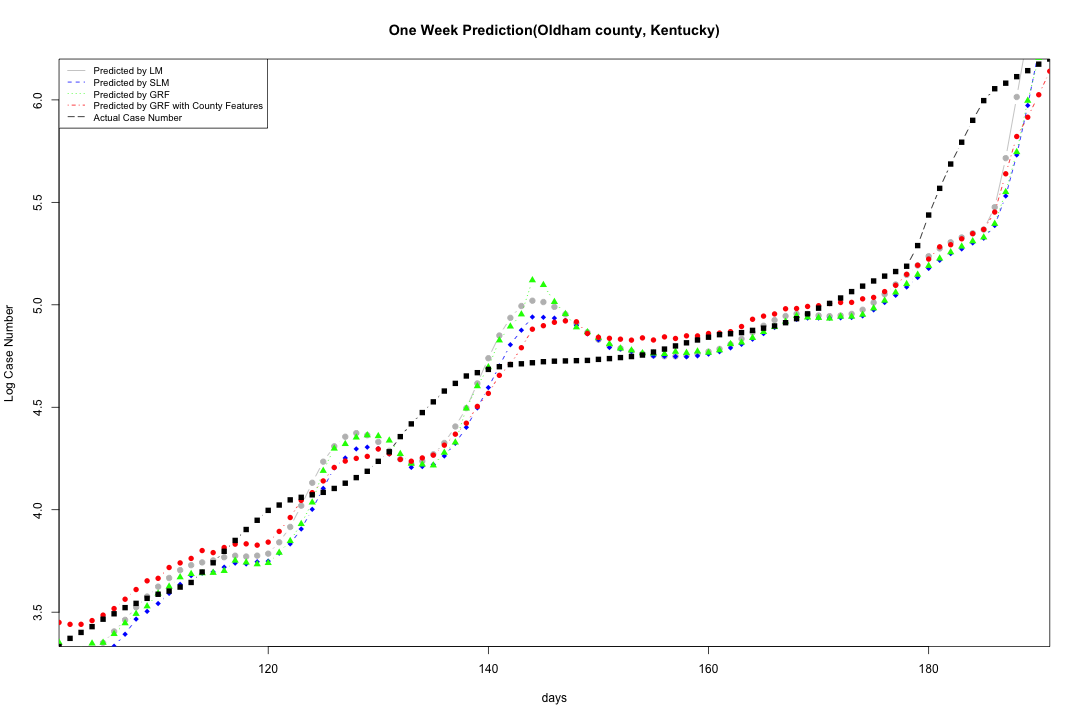 One Week Prediction(Oldham county, Kentucky)
Predicted by LM
Predicted by SLM
Predicted by GRF
Predicted by GRF with County Features
Actual Case Number
6.0
5.5
5.0
4.5
4.0
3.5
Log Case Number
120 140 160 180
days